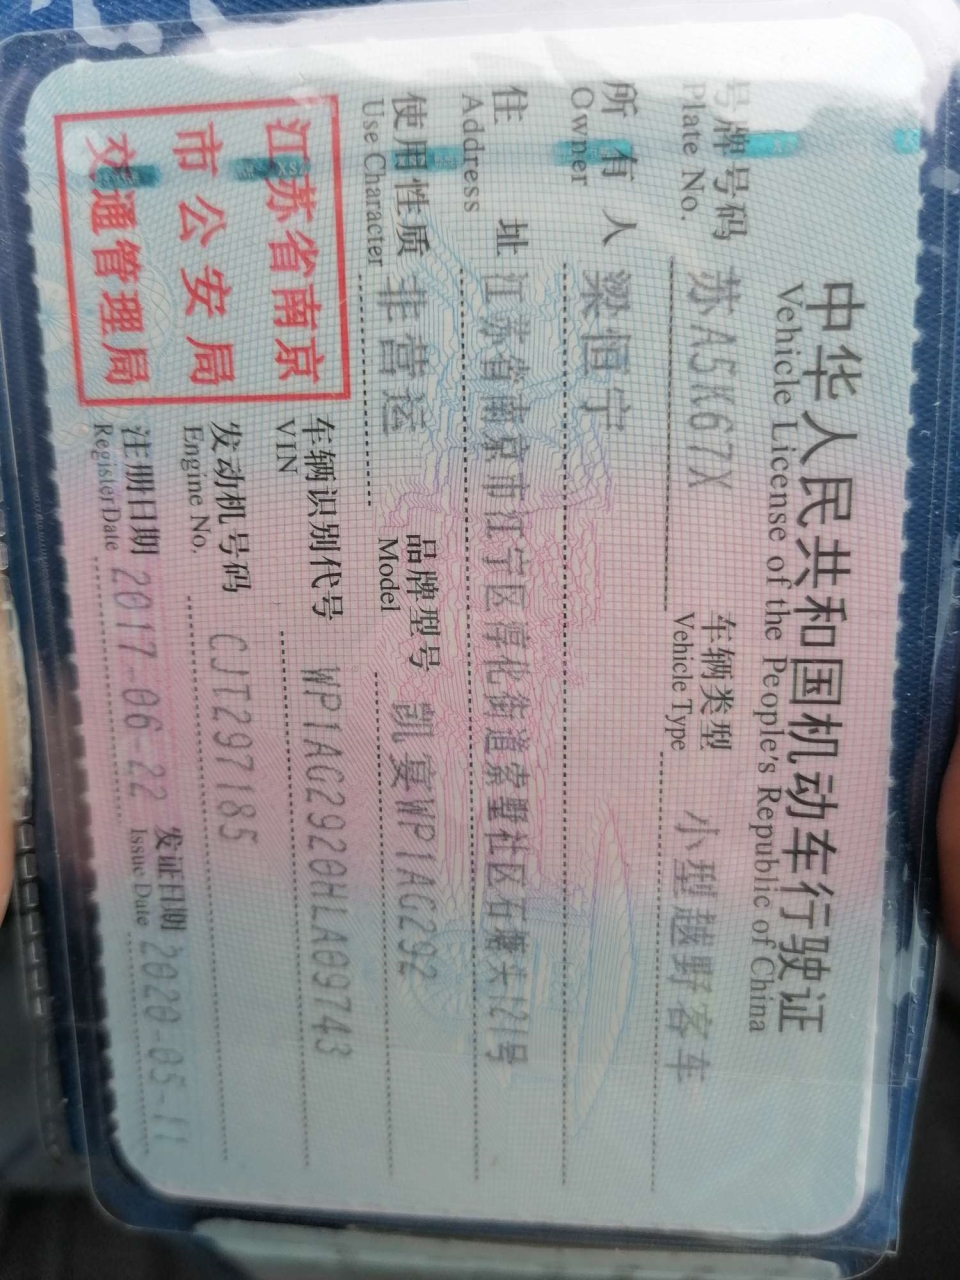 中华人民共和国机动车行驶证
Vehicle License of the People's Republic of China
号牌号码 苏A5K67X 车辆类型 小型越野客车
Plate No. Vehicle Type
所有人 梁恒宁
Owner
住址 江苏省南京市江宁区淳化街道索墅社区石塘头121号
Address
使用性质 非营运 品牌型号 凯宴WP1AG292
Use Character Model
江苏省南京
市公安局
交通管理局
车辆识别代号 WP1AG2920HLA09743
VIN
发动机号码 CJT297185
Engine No.
注册日期 2017-06-22 发证日期 2020-05-11
Register Date Issue Date